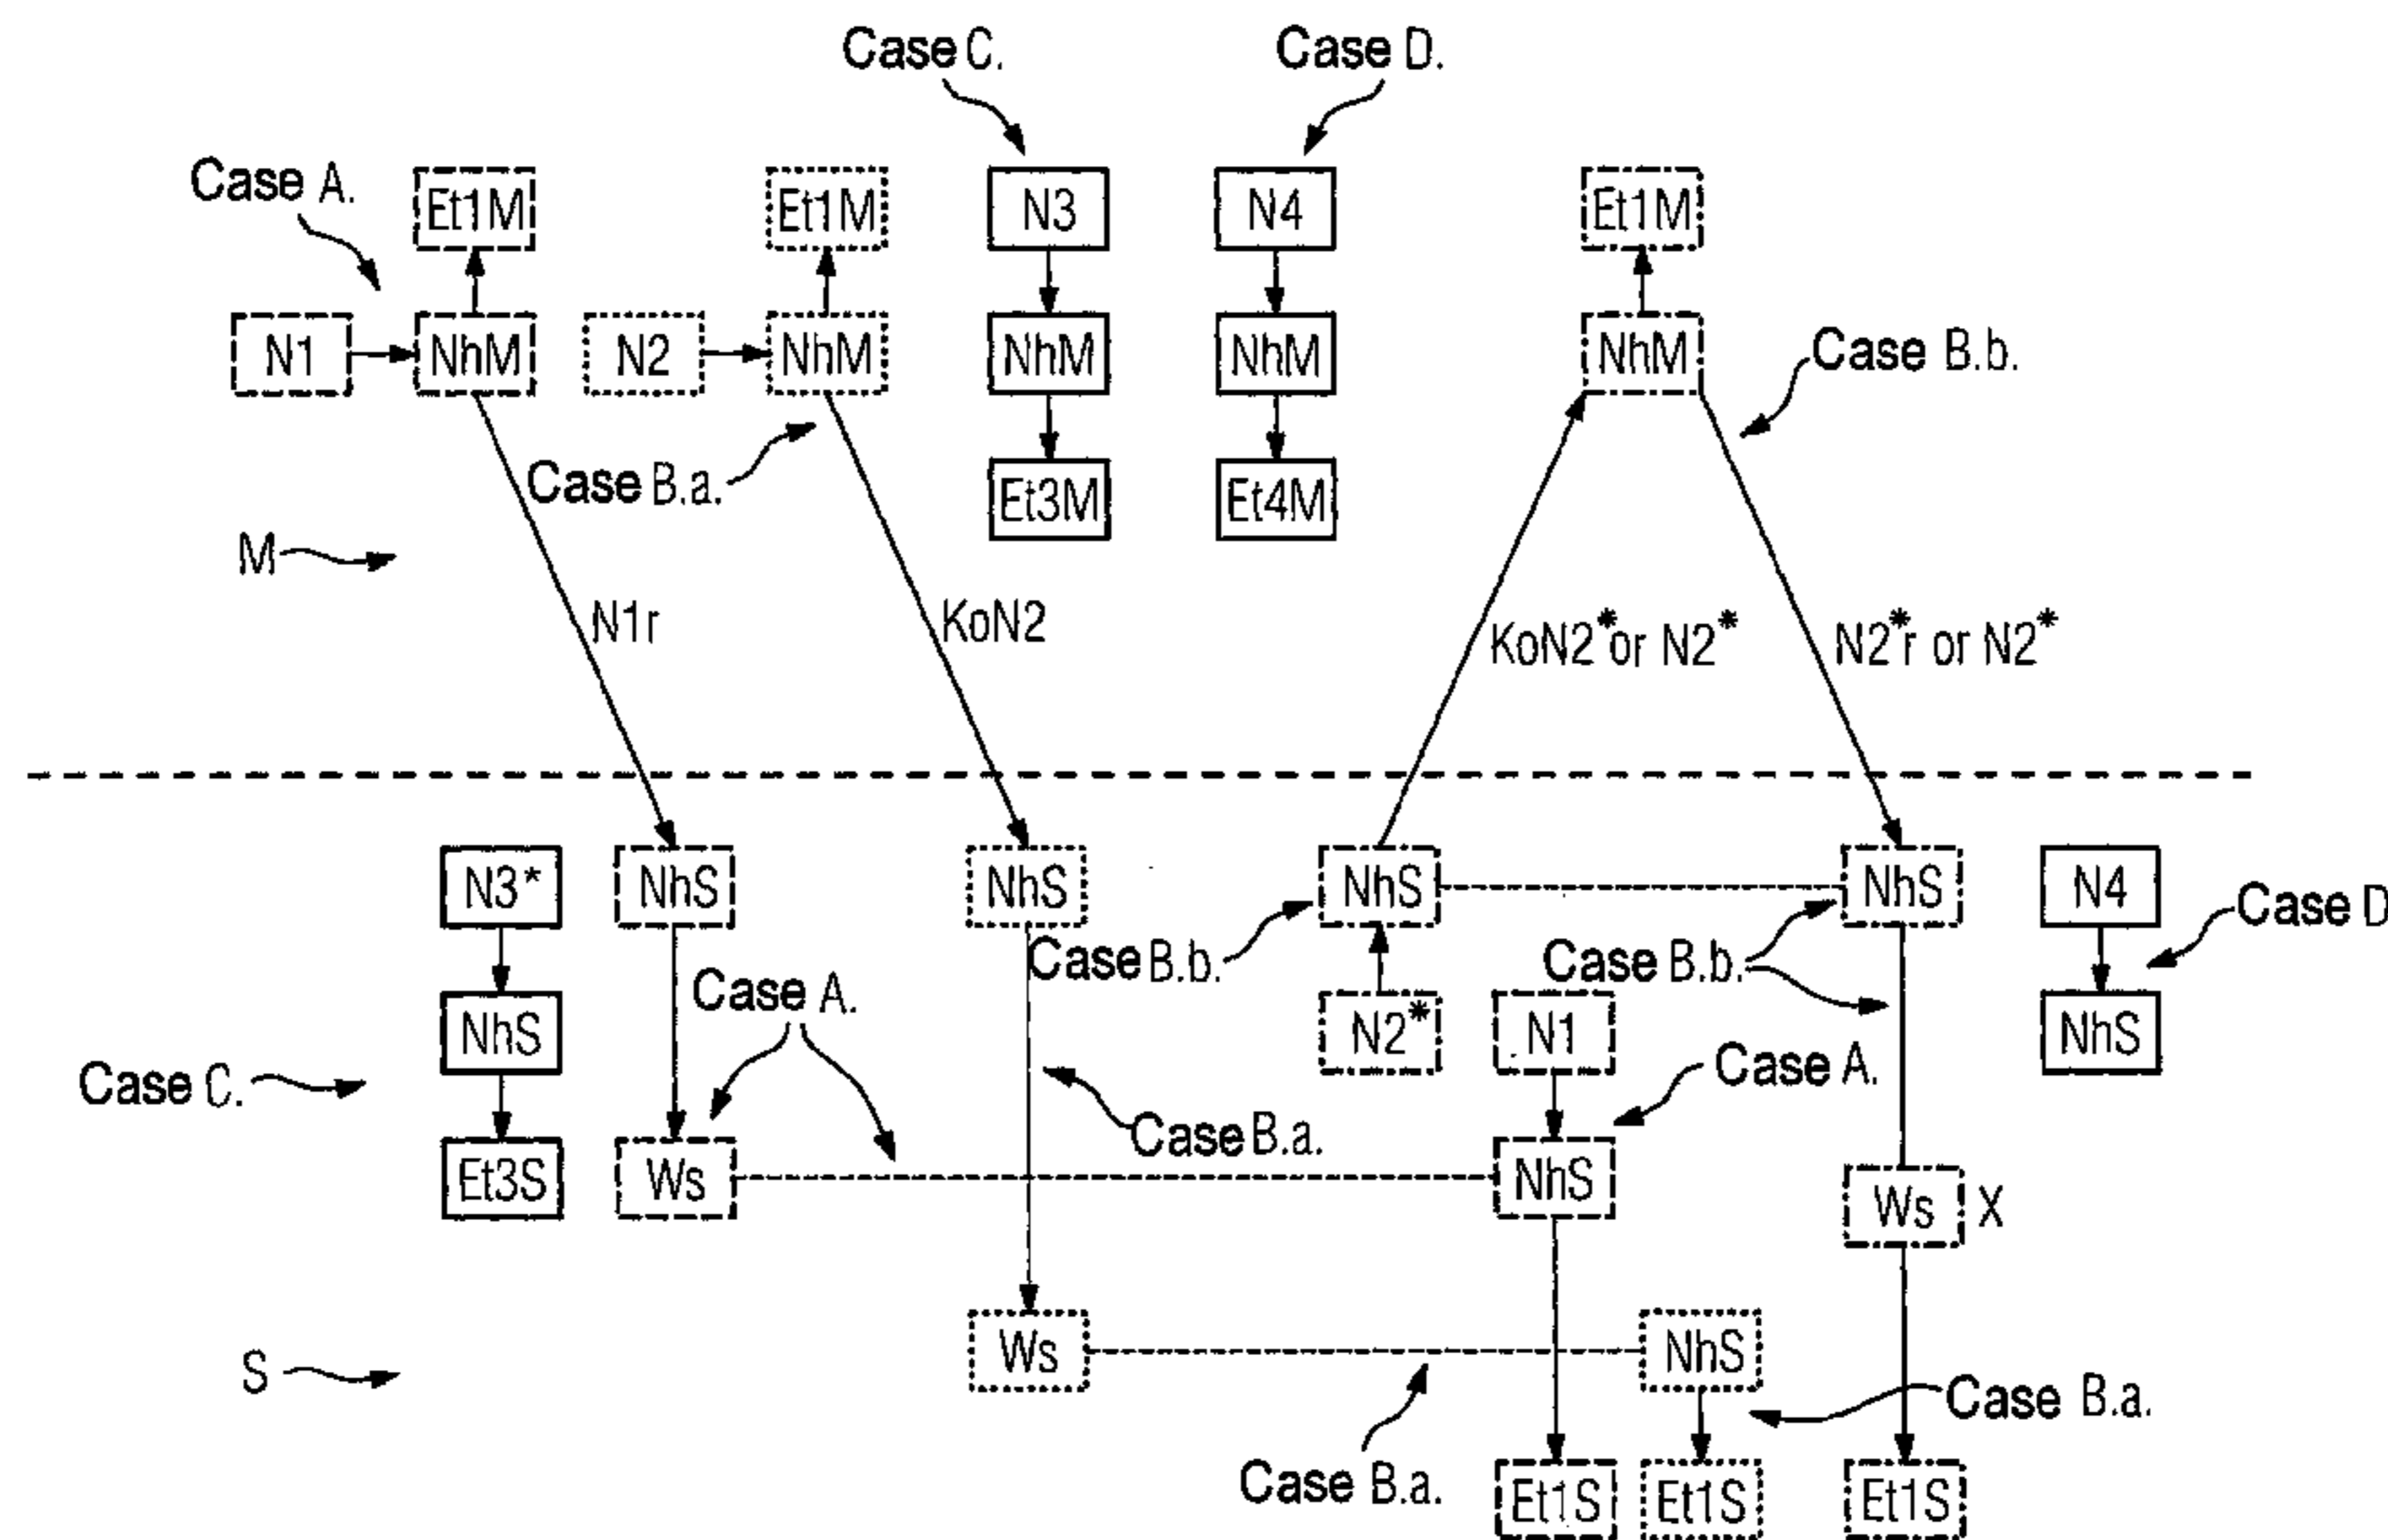 Case C. Case D.
Case A. Et1M Et1M N3 N4 Et1M
N1 NhM N2 NhM NhM NhM NhM Case B.b.
Case B.a. Et3M Et4M
M
N1r KoN2 KoN2* or N2* N2*r or N2*
N3* NhS NhS NhS NhS N4 Case D
Case A. Case B.b. Case B.b.
NhS N2* N1 NhS
Case C. Case A.
Case B.a.
Et3S Ws NhS Ws X
Ws NhS
S Case B.a.
Case B.a. Et1S Et1S Et1S